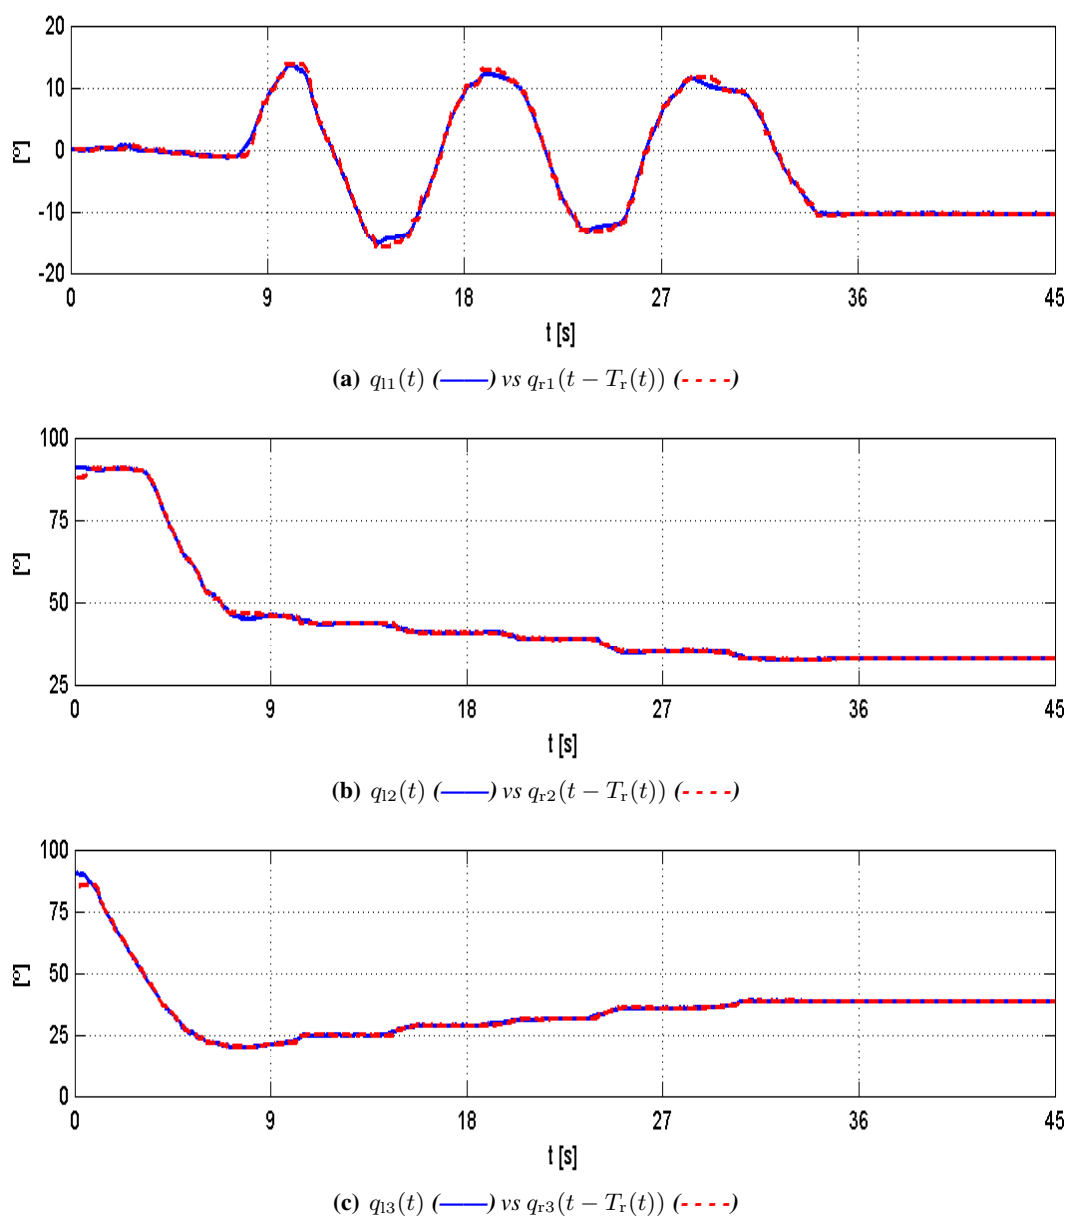 20
10
0
-10
-20
[º]
0 9 18 27 36 45
t [s]
(a) q_{l1}(t) (——) vs q_{r1}(t − T_r(t)) (- - - -)
100
75
50
25
[º]
0 9 18 27 36 45
t [s]
(b) q_{l2}(t) (——) vs q_{r2}(t − T_r(t)) (- - - -)
100
75
50
25
0
[º]
0 9 18 27 36 45
t [s]
(c) q_{l3}(t) (——) vs q_{r3}(t − T_r(t)) (- - - -)